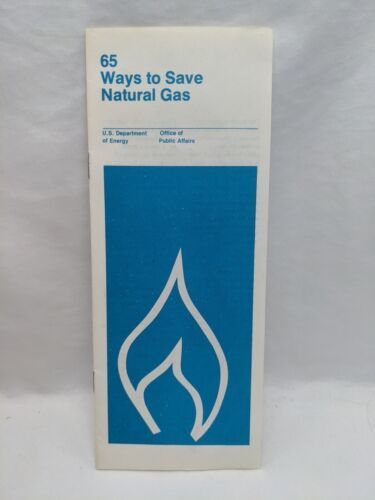 65
Ways to Save
Natural Gas
U.S. Department
of Energy
Office of
Public Affairs